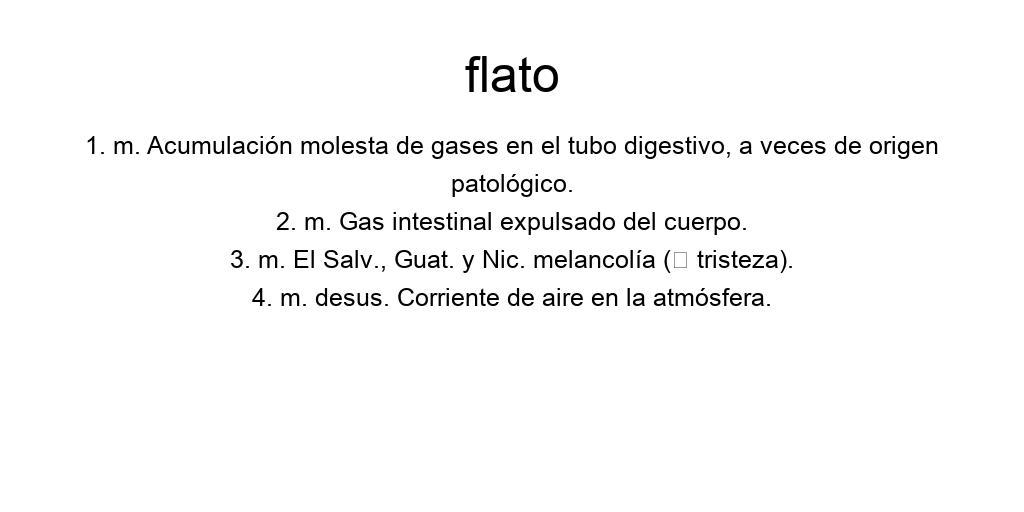 flato
1. m. Acumulación molesta de gases en el tubo digestivo, a veces de origen
patológico.
2. m. Gas intestinal expulsado del cuerpo.
3. m. El Salv., Guat. y Nic. melancolía (□ tristeza).
4. m. desus. Corriente de aire en la atmósfera.